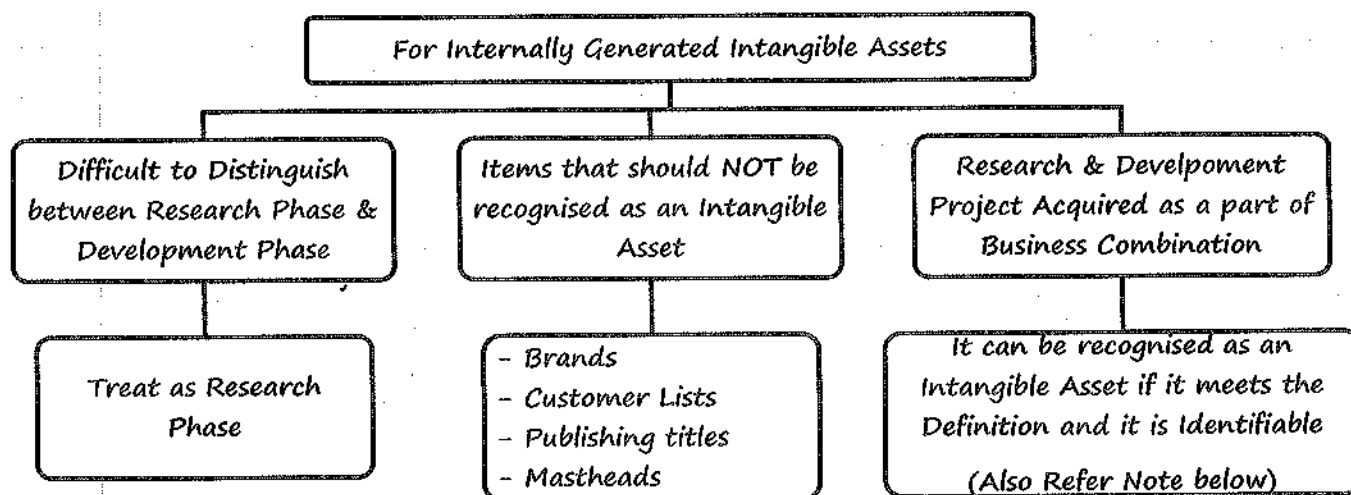 For Internally Generated Intangible Assets
Difficult to Distinguish
between Research Phase &
Development Phase
Items that should NOT be
recognised as an Intangible
Asset
Research & Develpoment
Project Acquired as a part of
Business Combination
Treat as Research
Phase
- Brands
- Customer Lists
- Publishing titles
- Mastheads
It can be recognised as an
Intangible Asset if it meets the
Definition and it is Identifiable
(Also Refer Note below)